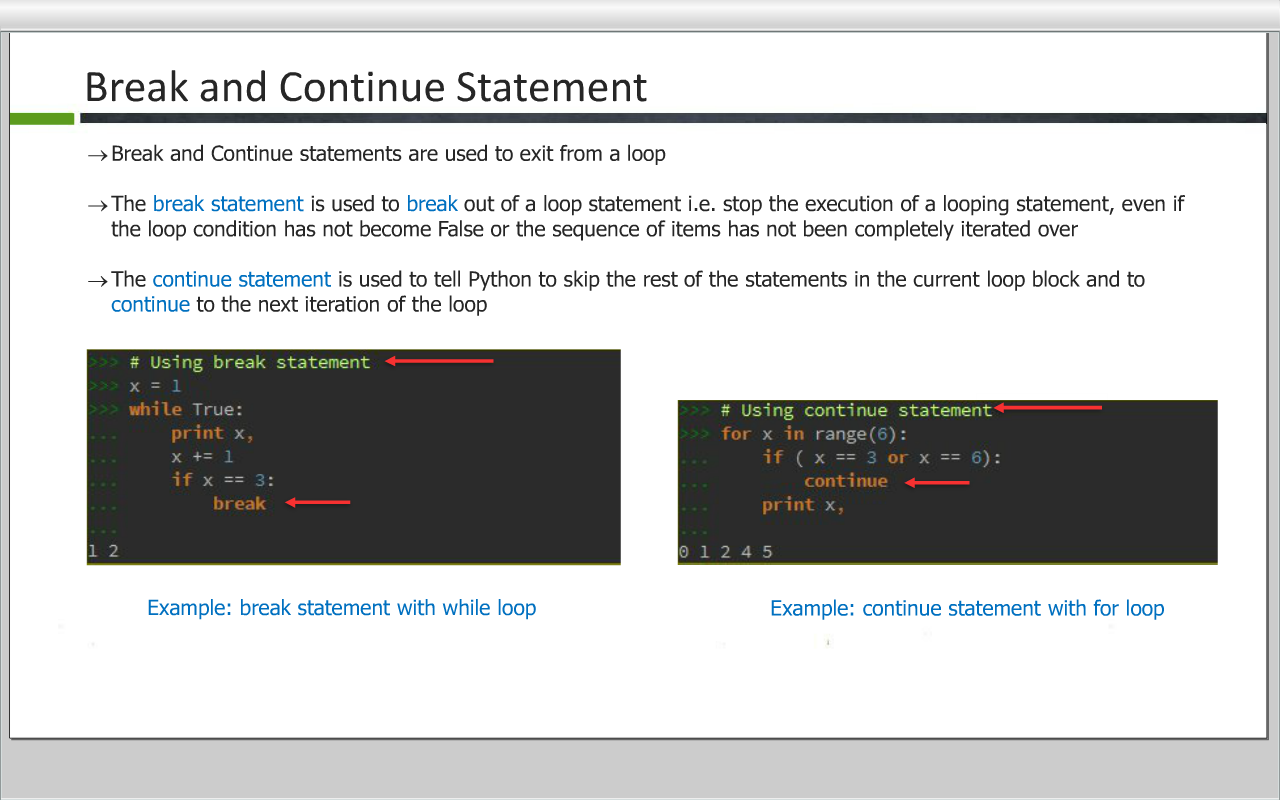 Break and Continue Statement
→Break and Continue statements are used to exit from a loop
→The break statement is used to break out of a loop statement i.e. stop the execution of a looping statement, even if
the loop condition has not become False or the sequence of items has not been completely iterated over
→The continue statement is used to tell Python to skip the rest of the statements in the current loop block and to
continue to the next iteration of the loop
>>> # Using break statement
>>> x = 1
>>> while True:
...     print x,
...     x += 1
...     if x == 3:
...         break
...
1 2
Example: break statement with while loop
>>> # Using continue statement
>>> for x in range(6):
...     if ( x == 3 or x == 6):
...         continue
...     print x,
...
0 1 2 4 5
Example: continue statement with for loop